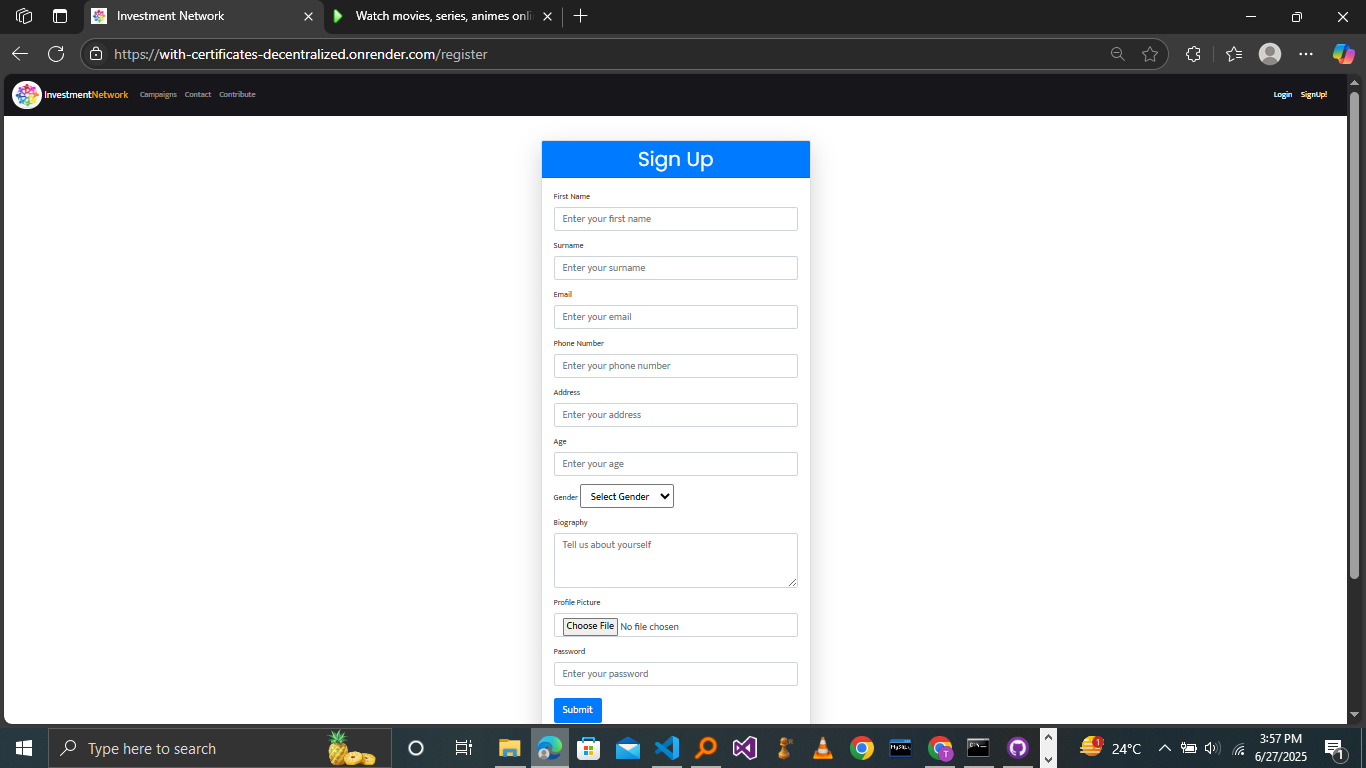 Investment Network
Watch movies, series, animes onli
https://with-certificates-decentralized.onrender.com/register
InvestmentNetwork Campaigns Contact Contribute Login SignUp!
Sign Up
First Name
Enter your first name
Surname
Enter your surname
Email
Enter your email
Phone Number
Enter your phone number
Address
Enter your address
Age
Enter your age
Gender Select Gender
Biography
Tell us about yourself
Profile Picture
Choose File No file chosen
Password
Enter your password
Submit
Type here to search
MySQL
T
1
24°C
3:57 PM
6/27/2025
1